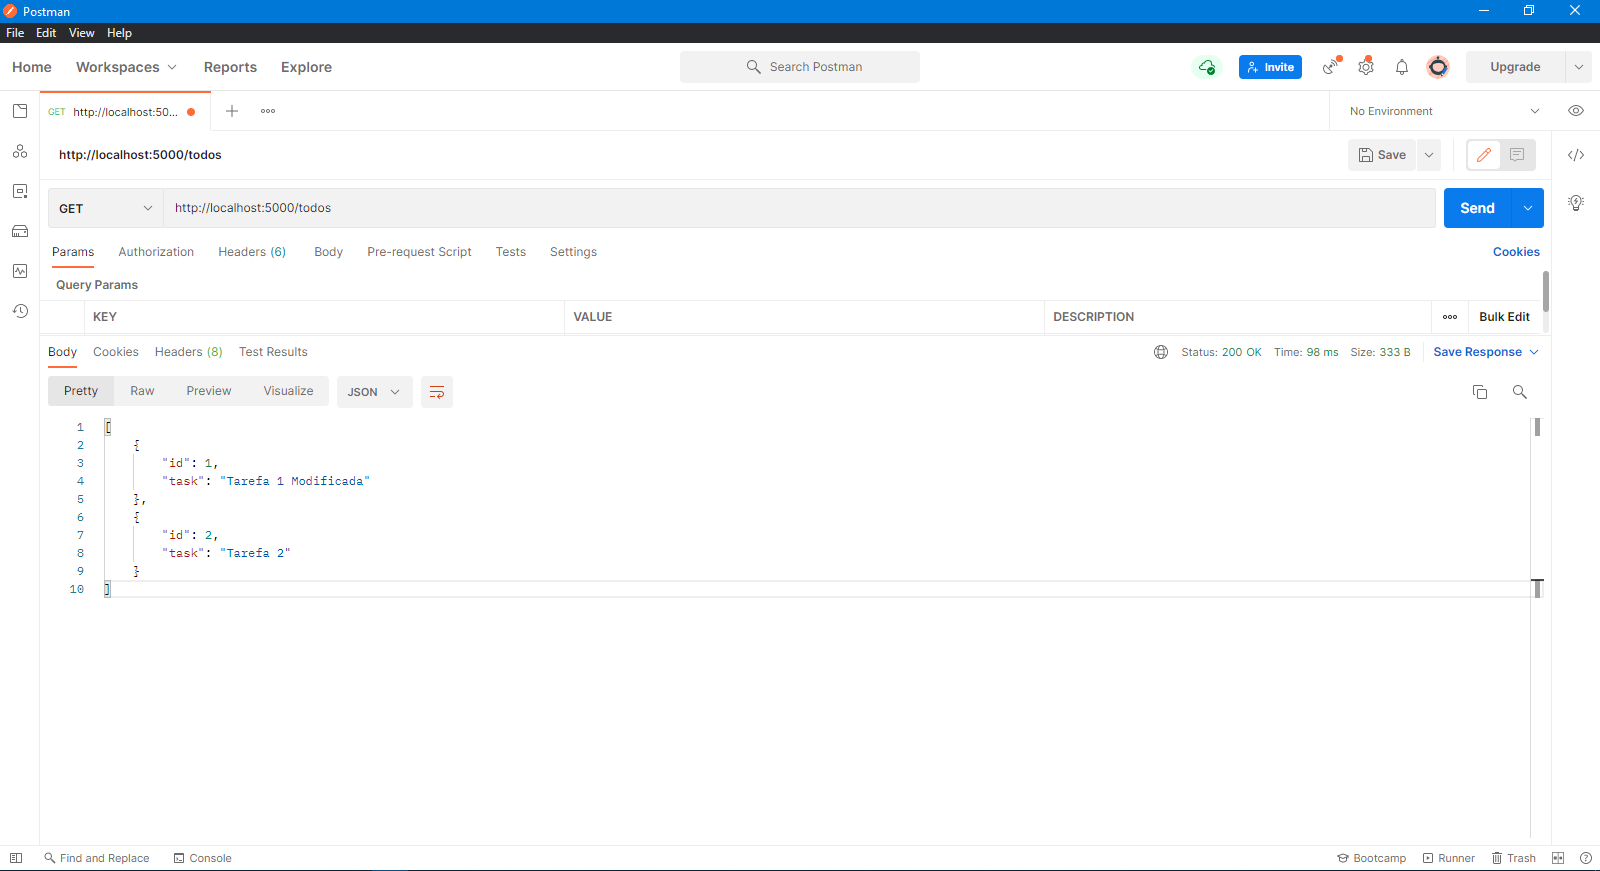 Postman
File Edit View Help
Home Workspaces Reports Explore Search Postman Invite Upgrade
GET http://localhost:50... No Environment
http://localhost:5000/todos Save
GET http://localhost:5000/todos Send
Params Authorization Headers (6) Body Pre-request Script Tests Settings Cookies
Query Params
KEY VALUE DESCRIPTION Bulk Edit
Body Cookies Headers (8) Test Results Status: 200 OK Time: 98 ms Size: 333 B Save Response
Pretty Raw Preview Visualize JSON
1 [
2 {
3 "id": 1,
4 "task": "Tarefa 1 Modificada"
5 },
6 {
7 "id": 2,
8 "task": "Tarefa 2"
9 }
10 ]
Find and Replace Console Bootcamp Runner Trash